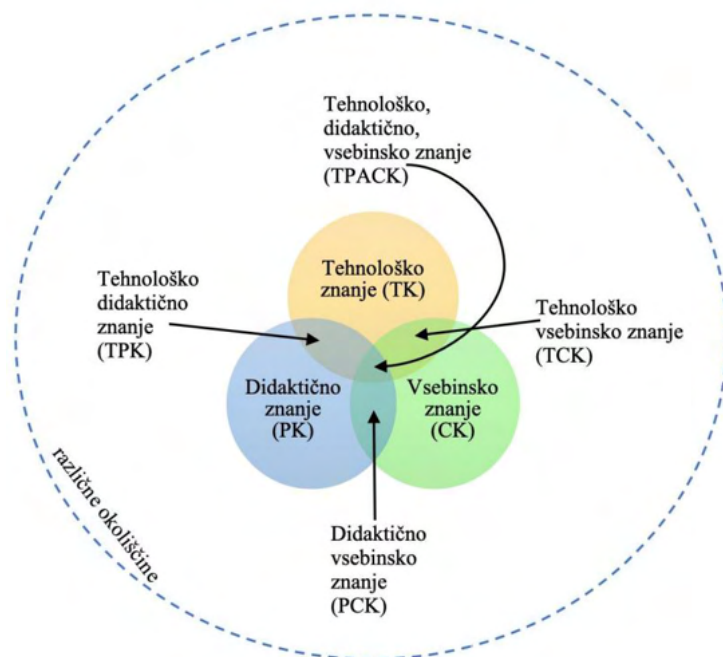 Tehnološko,
didaktično,
vsebinsko znanje
(TPACK)
Tehnološko
znanje (TK)
Tehnološko
didaktično
znanje
(TPK)
Tehnološko
vsebinsko znanje
(TCK)
Didaktično
znanje
(PK)
Vsebinsko
znanje
(CK)
različne okoliščine
Didaktično
vsebinsko
znanje
(PCK)